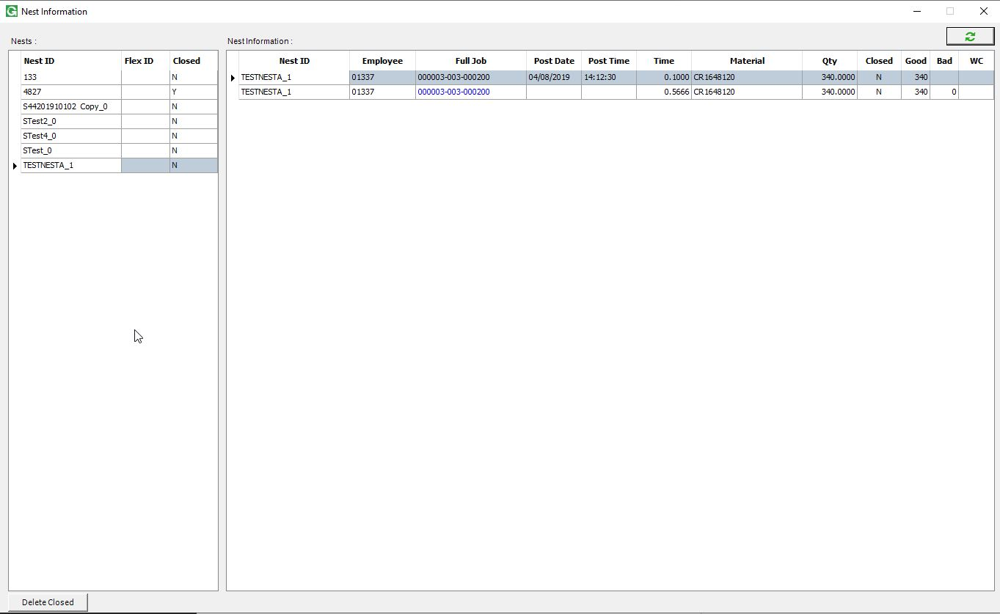 Nest Information
Nests :
Nest Information :
Nest ID Flex ID Closed
133 N
4827 Y
S44201910102 Copy_0 N
STest2_0 N
STest4_0 N
STest_0 N
TESTNESTA_1 N
Nest ID Employee Full Job Post Date Post Time Time Material Qty Closed Good Bad WC
TESTNESTA_1 01337 000003-003-000200 04/08/2019 14:12:30 0.1000 CR1648120 340.0000 N 340
TESTNESTA_1 01337 000003-003-000200 0.5666 CR1648120 340.0000 N 340 0
Delete Closed